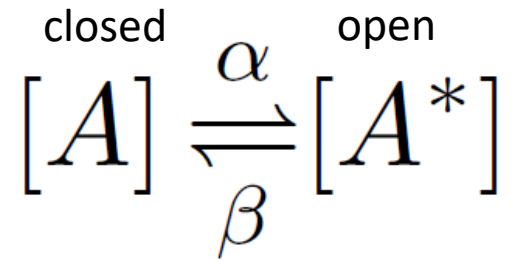 closed open
α
[A] ⇌ [A*]
β